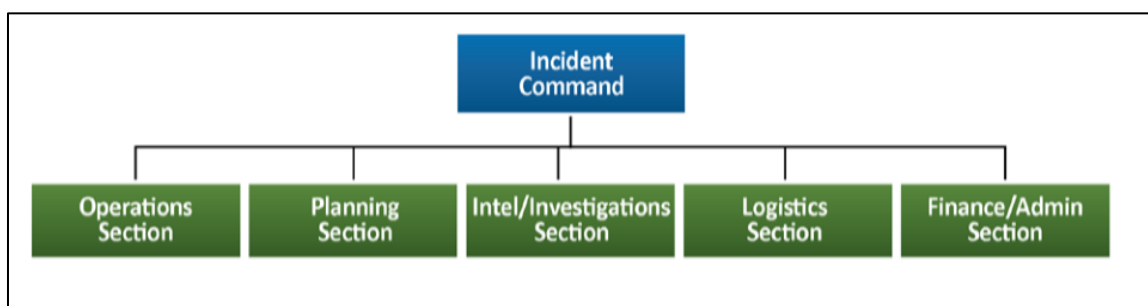 Incident
Command
Operations
Section
Planning
Section
Intel/Investigations
Section
Logistics
Section
Finance/Admin
Section